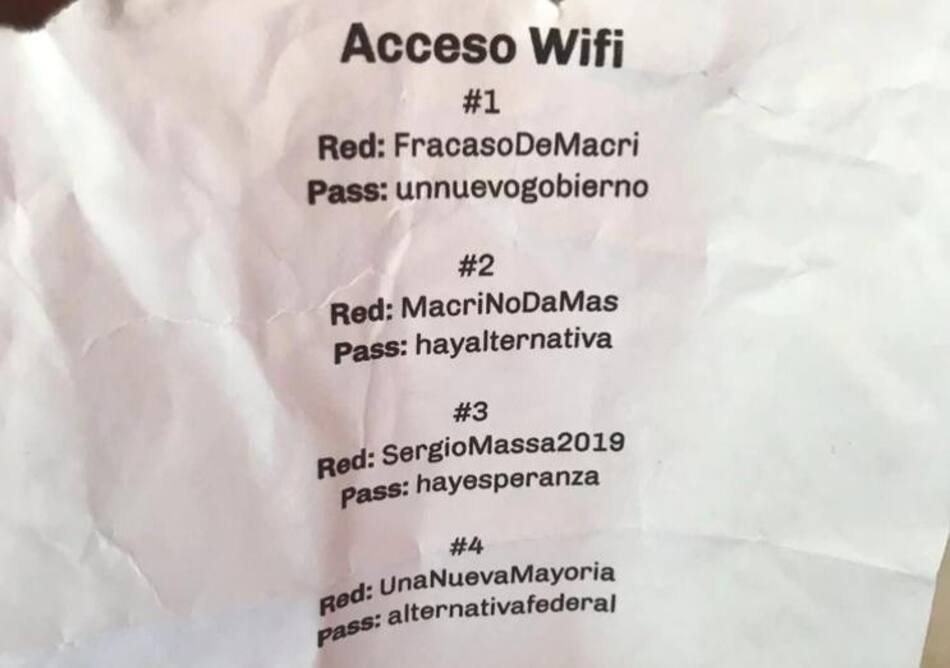 Acceso Wifi
#1
Red: FracasoDeMacri
Pass: unnuevogobierno
#2
Red: MacriNoDaMas
Pass: hayalternativa
#3
Red: SergioMassa2019
Pass: hayesperanza
#4
Red: UnaNuevaMayoria
Pass: alternativafederal